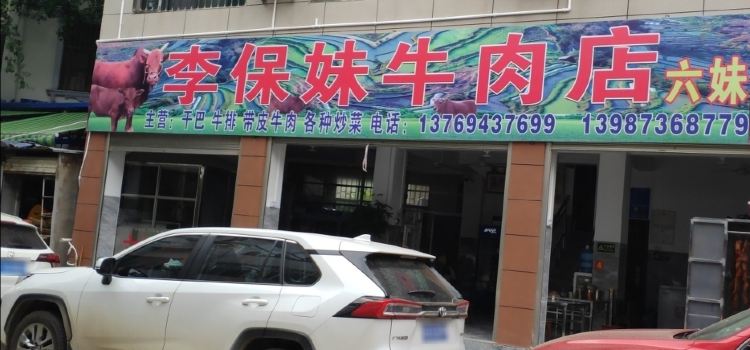 李保妹牛肉店 六妹
主营：干巴 牛排 带皮牛肉 各种炒菜 电话：13769437699 13987368779